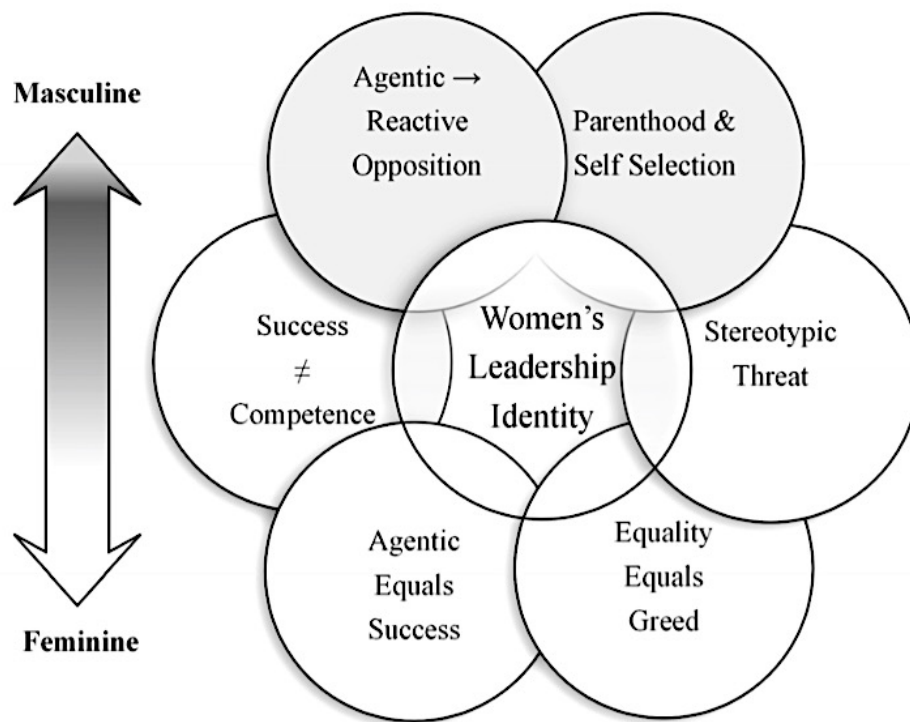 Masculine
Feminine
Agentic →
Reactive
Opposition
Parenthood &
Self Selection
Success
≠
Competence
Women's
Leadership
Identity
Stereotypic
Threat
Agentic
Equals
Success
Equality
Equals
Greed